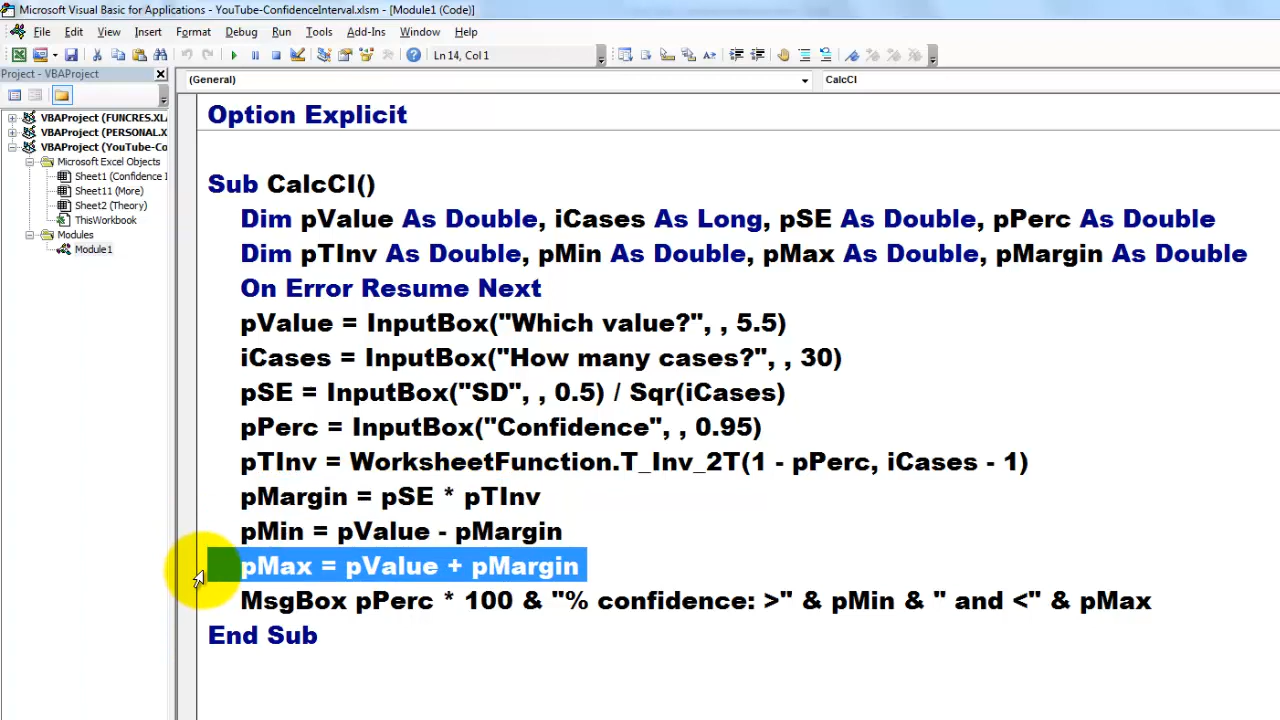 Microsoft Visual Basic for Applications - YouTube-ConfidenceInterval.xlsm - [Module1 (Code)]
File Edit View Insert Format Debug Run Tools Add-Ins Window Help
Ln 14, Col 1
Project - VBAProject
(General) CalcCI
VBAProject (FUNCRES.XLA
VBAProject (PERSONAL.X
VBAProject (YouTube-Co
Microsoft Excel Objects
Sheet1 (Confidence I
Sheet11 (More)
Sheet2 (Theory)
ThisWorkbook
Modules
Module1
Option Explicit
Sub CalcCI()
Dim pValue As Double, iCases As Long, pSE As Double, pPerc As Double
Dim pTInv As Double, pMin As Double, pMax As Double, pMargin As Double
On Error Resume Next
pValue = InputBox("Which value?", , 5.5)
iCases = InputBox("How many cases?", , 30)
pSE = InputBox("SD", , 0.5) / Sqr(iCases)
pPerc = InputBox("Confidence", , 0.95)
pTInv = WorksheetFunction.T_Inv_2T(1 - pPerc, iCases - 1)
pMargin = pSE * pTInv
pMin = pValue - pMargin
pMax = pValue + pMargin
MsgBox pPerc * 100 & "% confidence: >" & pMin & " and <" & pMax
End Sub